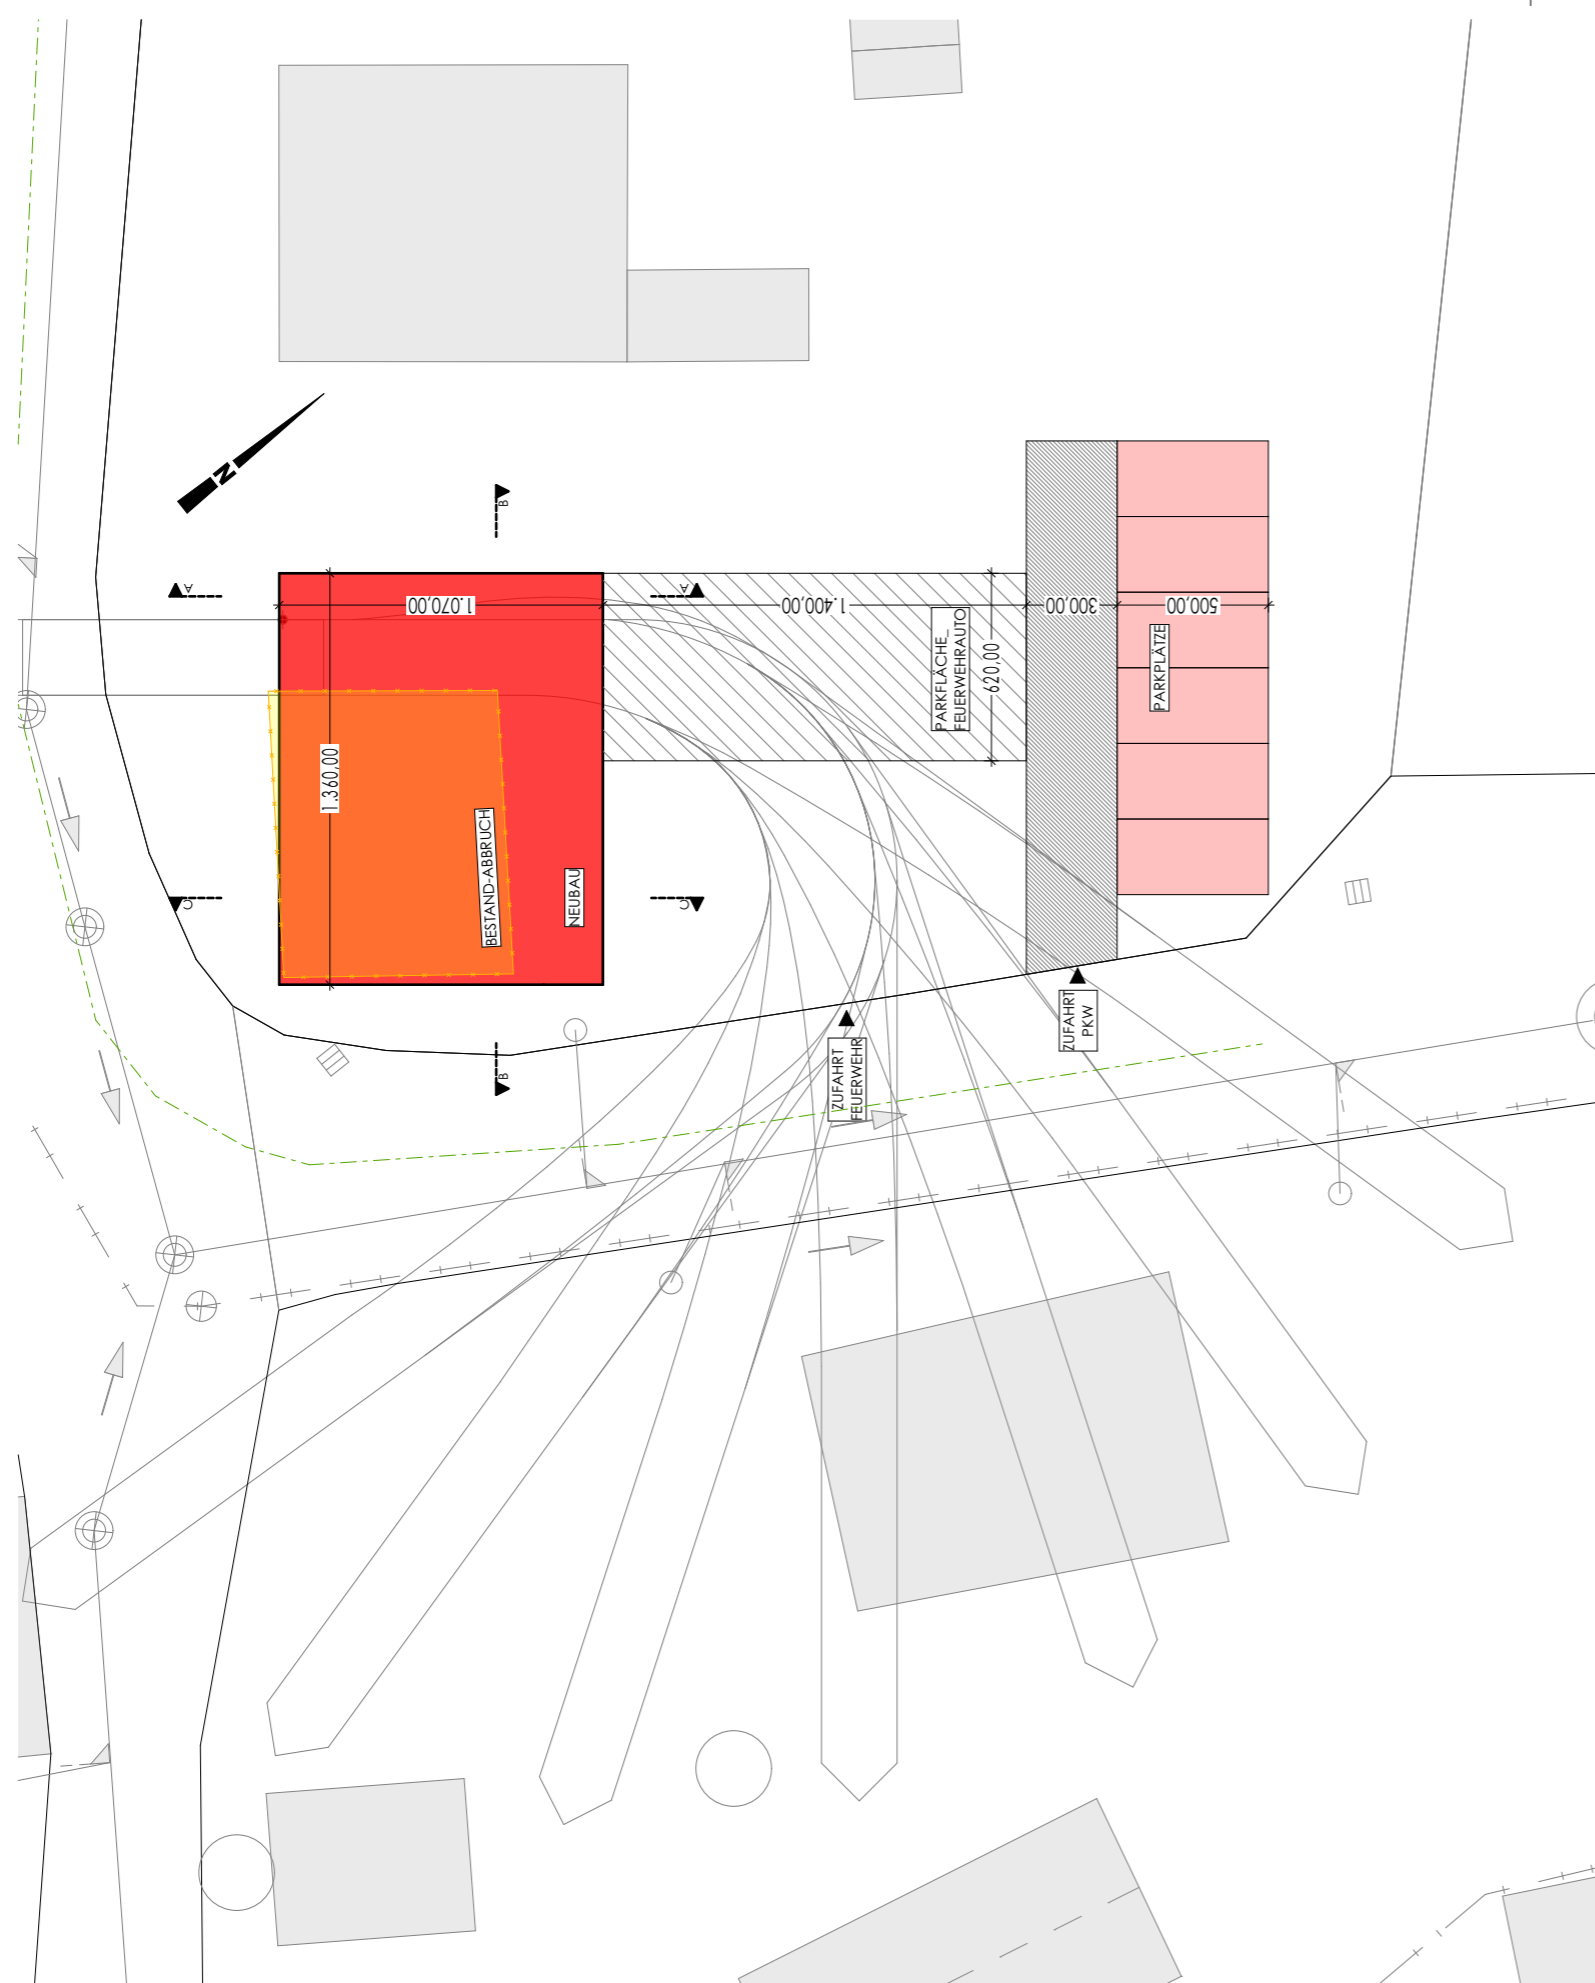 N
B
A
A
1.070,00
1.400,00
300,00
500,00
PARKFLÄCHE_
FEUERWEHRAUTO
620,00
PARKPLÄTZE
1.360,00
BESTAND-ABBRUCH
NEUBAU
C
C
ZUFAHRT
PKW
ZUFAHRT
FEUERWEHR
B